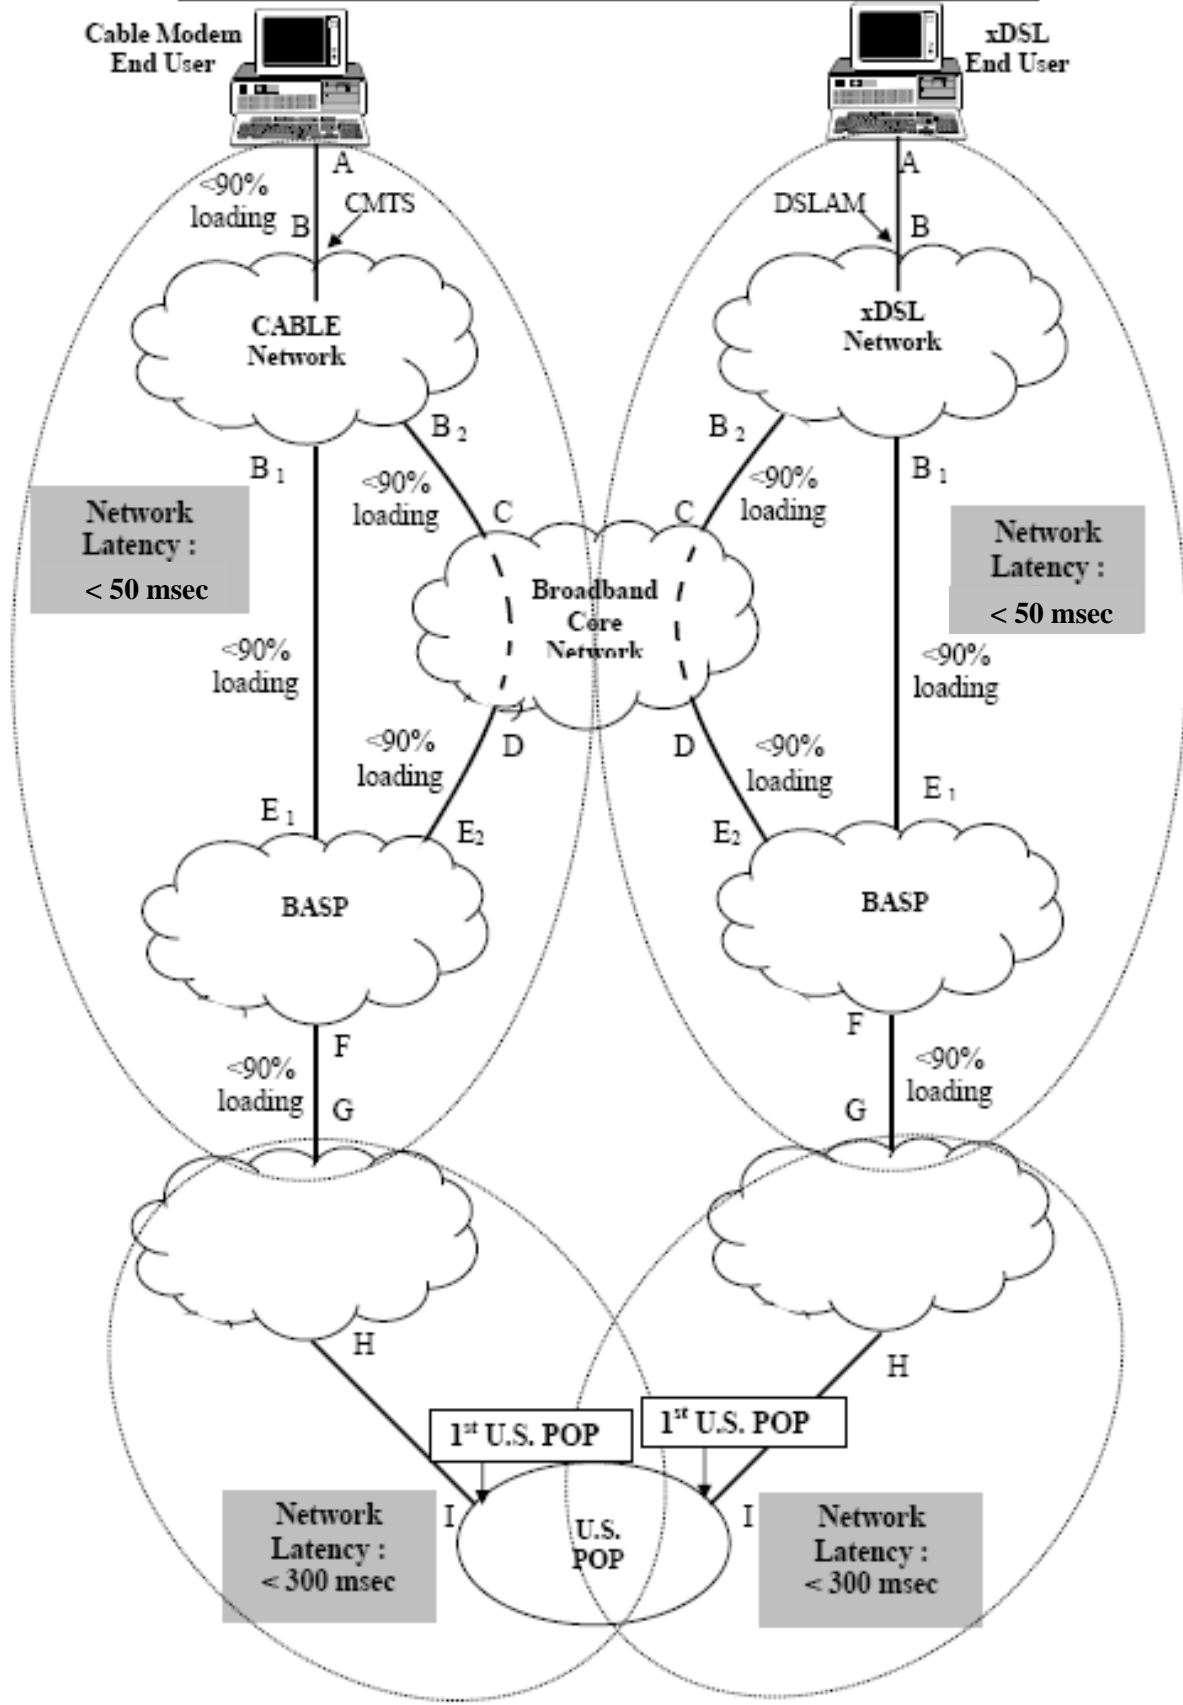 Cable Modem
End User
xDSL
End User
A
A
<90%
loading
CMTS
B
DSLAM
B
CABLE
Network
xDSL
Network
B 2
B 2
B 1
B 1
<90%
loading
<90%
loading
C
C
Network
Latency :
< 50 msec
Network
Latency :
< 50 msec
Broadband
Core
Network
<90%
loading
<90%
loading
D
D
<90%
loading
<90%
loading
E 1
E2
E2
E 1
BASP
BASP
F
F
<90%
loading
<90%
loading
G
G
H
H
1st U.S. POP
1st U.S. POP
I
I
U.S.
POP
Network
Latency :
< 300 msec
Network
Latency :
< 300 msec